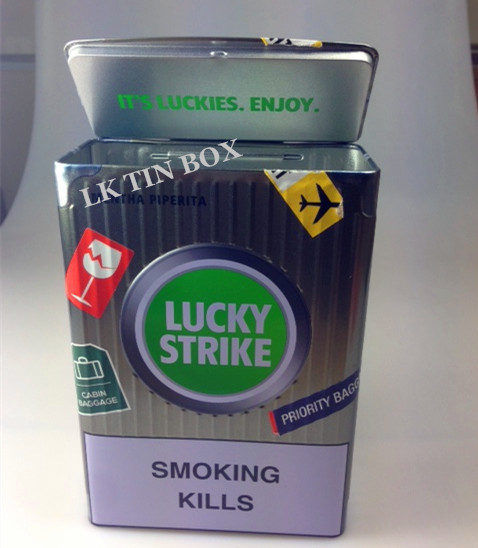 IT'S LUCKIES. ENJOY.
LK TIN BOX
MENTHA PIPERITA
LUCKY
STRIKE
CABIN
BAGGAGE
PRIORITY BAGG
SMOKING
KILLS